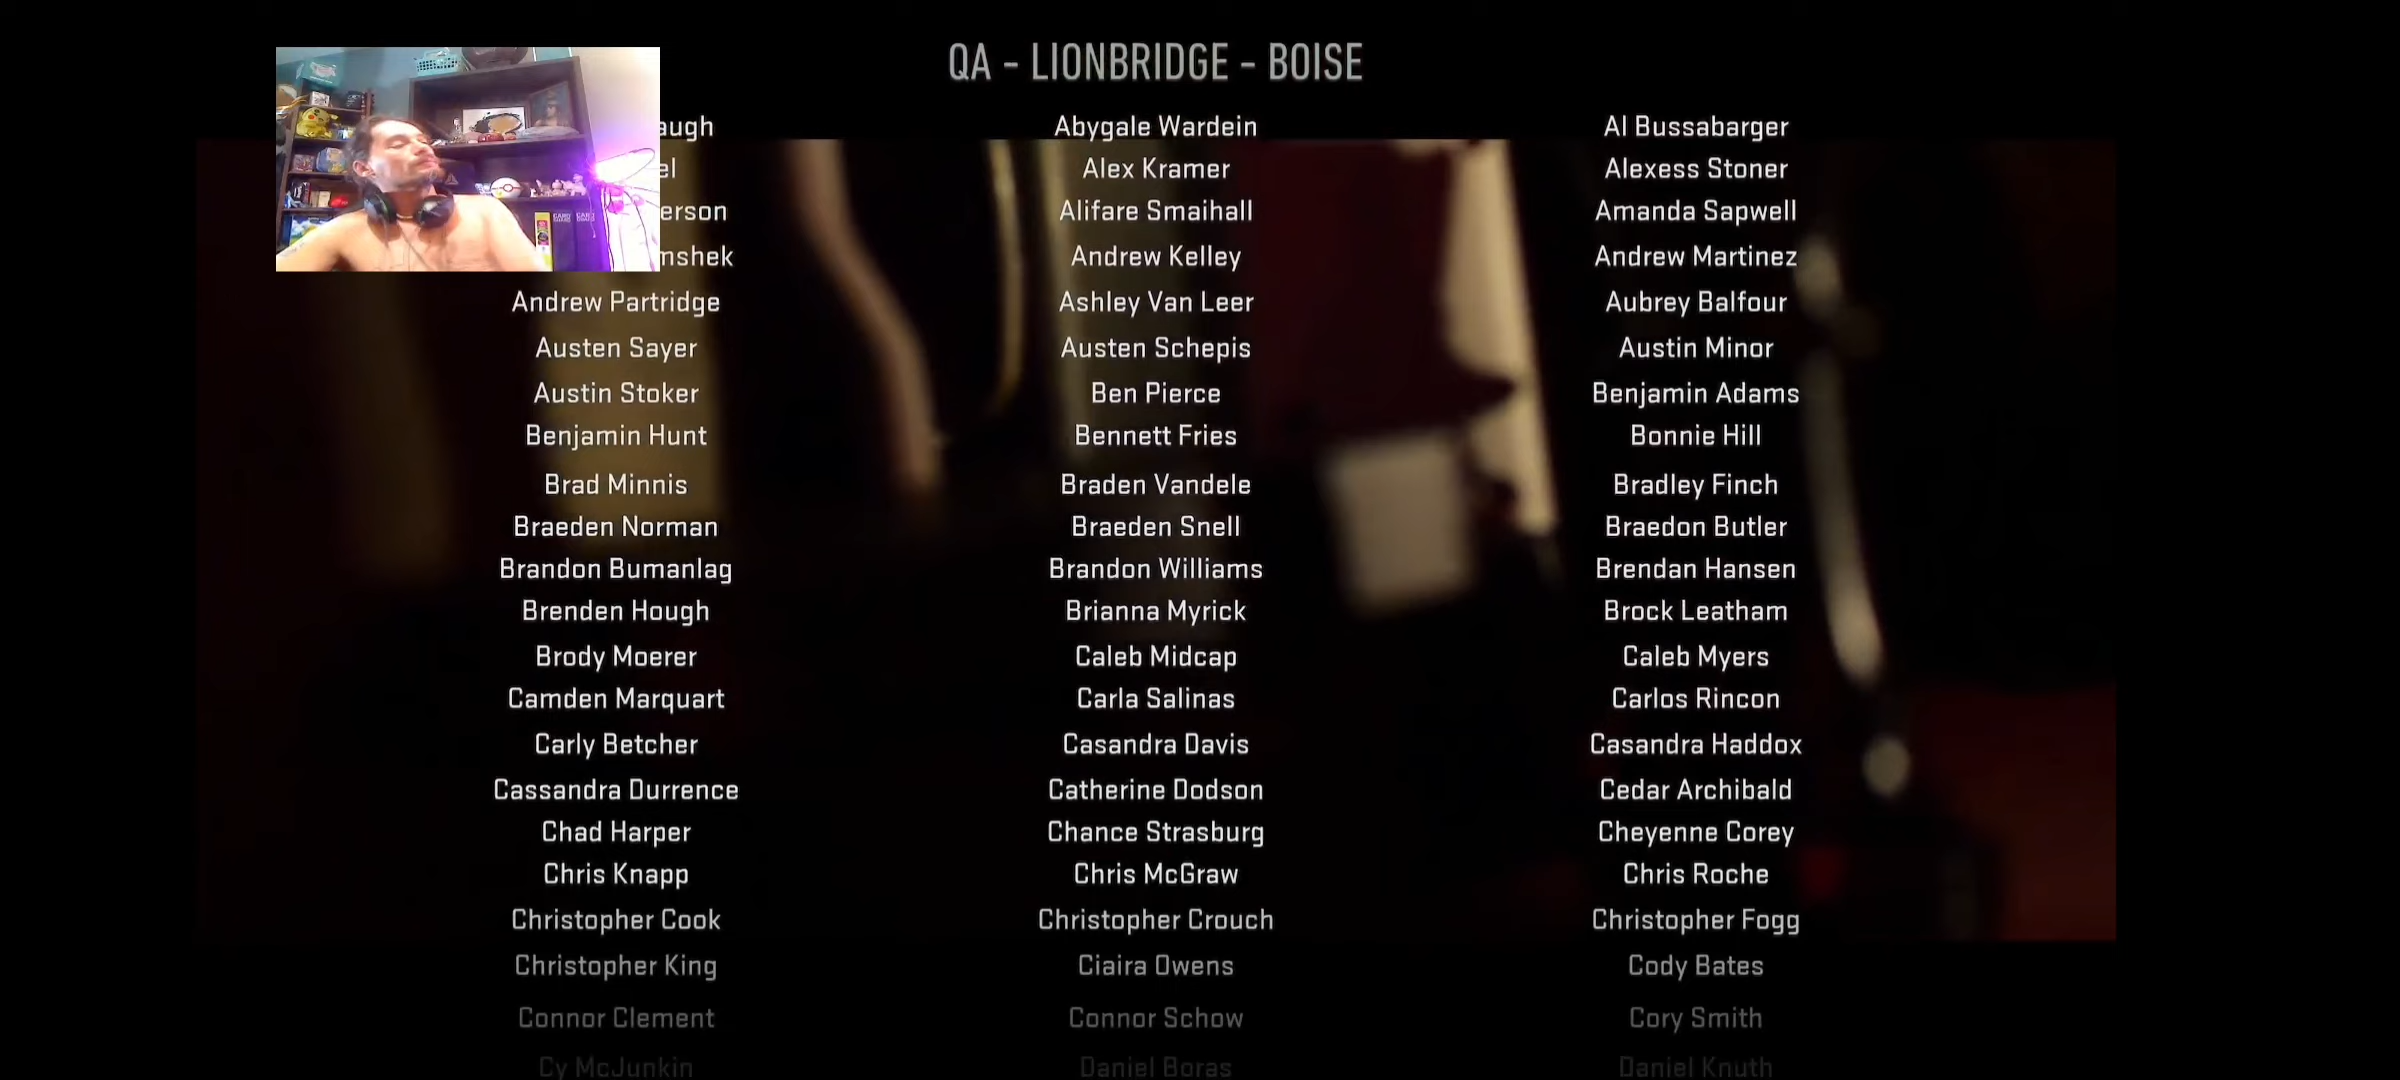 QA - LIONBRIDGE - BOISE
Abygale Wardein Al Bussabarger
Alex Kramer Alexess Stoner
Alifare Smaihall Amanda Sapwell
Andrew Kelley Andrew Martinez
Andrew Partridge Ashley Van Leer Aubrey Balfour
Austen Sayer Austen Schepis Austin Minor
Austin Stoker Ben Pierce Benjamin Adams
Benjamin Hunt Bennett Fries Bonnie Hill
Brad Minnis Braden Vandele Bradley Finch
Braeden Norman Braeden Snell Braedon Butler
Brandon Bumanlag Brandon Williams Brendan Hansen
Brenden Hough Brianna Myrick Brock Leatham
Brody Moerer Caleb Midcap Caleb Myers
Camden Marquart Carla Salinas Carlos Rincon
Carly Betcher Casandra Davis Casandra Haddox
Cassandra Durrence Catherine Dodson Cedar Archibald
Chad Harper Chance Strasburg Cheyenne Corey
Chris Knapp Chris McGraw Chris Roche
Christopher Cook Christopher Crouch Christopher Fogg
Christopher King Ciaira Owens Cody Bates
Connor Clement Connor Schow Cory Smith
Cy McJunkin Daniel Boras Daniel Knuth